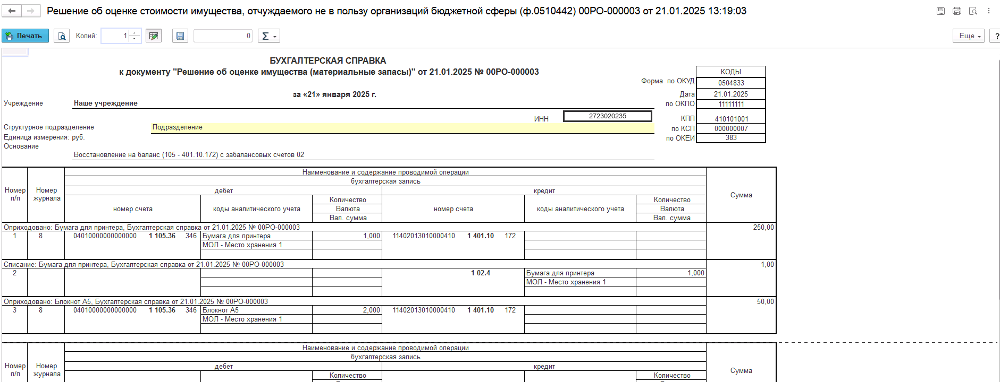 Решение об оценке стоимости имущества, отчуждаемого не в пользу организаций бюджетной сферы (ф.0510442) 00РО-000003 от 21.01.2025 13:19:03
Печать Копий: 1 0 Σ Еще ?
БУХГАЛТЕРСКАЯ СПРАВКА
к документу "Решение об оценке имущества (материальные запасы)" от 21.01.2025 № 00РО-000003
КОДЫ
Форма по ОКУД 0504833
за «21» января 2025 г.
Дата 21.01.2025
Учреждение Наше учреждение
по ОКПО 11111111
ИНН 2723020235
КПП 410101001
Структурное подразделение Подразделение
по КСП 000000007
Единица измерения: руб.
по ОКЕИ 383
Основание
Восстановление на баланс (105 - 401.10.172) с забалансовых счетов 02
Номер п/п Номер журнала Наименование и содержание проводимой операции Сумма
бухгалтерская запись
дебет кредит
номер счета коды аналитического учета Количество номер счета коды аналитического учета Количество
Валюта Валюта
Вал. сумма Вал. сумма
Оприходовано: Бумага для принтера, Бухгалтерская справка от 21.01.2025 № 00РО-000003 250,00
1 8 04010000000000000 1 105.36 346 Бумага для принтера 1,000 11402013010000410 1 401.10 172
МОЛ - Место хранения 1
Списание: Бумага для принтера, Бухгалтерская справка от 21.01.2025 № 00РО-000003 1,00
2 1 02.4 Бумага для принтера 1,000
МОЛ - Место хранения 1
Оприходовано: Блокнот А5, Бухгалтерская справка от 21.01.2025 № 00РО-000003 50,00
3 8 04010000000000000 1 105.36 346 Блокнот А5 2,000 11402013010000410 1 401.10 172
МОЛ - Место хранения 1
Номер п/п Номер журнала Наименование и содержание проводимой операции Сумма
бухгалтерская запись
дебет кредит
Количество Количество